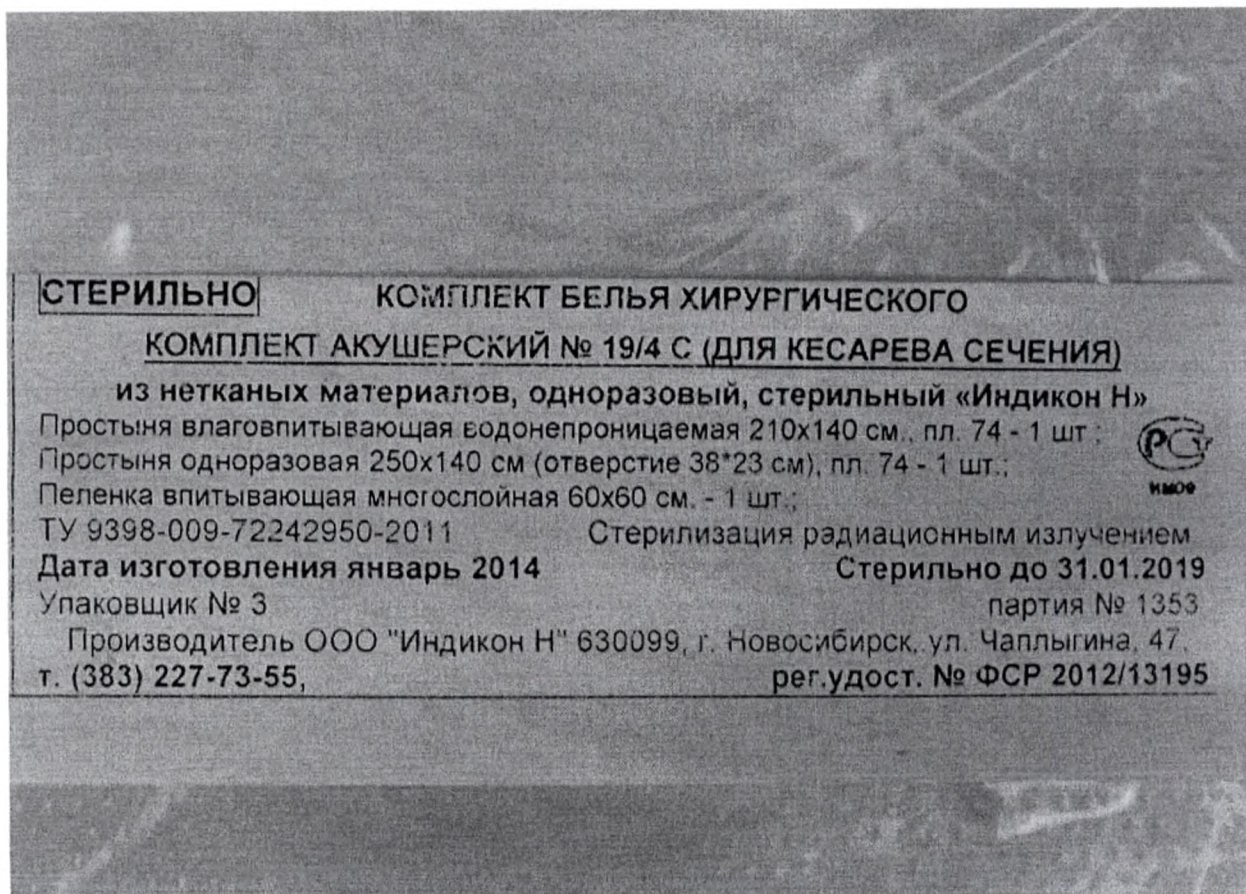 СТЕРИЛЬНО КОМПЛЕКТ БЕЛЬЯ ХИРУРГИЧЕСКОГО
КОМПЛЕКТ АКУШЕРСКИЙ № 19/4 С (ДЛЯ КЕСАРЕВА СЕЧЕНИЯ)
из нетканых материалов, одноразовый, стерильный «Индикон Н»
Простыня влаговпитывающая водонепроницаемая 210х140 см., пл. 74 - 1 шт.;
Простыня одноразовая 250х140 см (отверстие 38*23 см), пл. 74 - 1 шт.;
Пеленка впитывающая многослойная 60х60 см. - 1 шт.;
РСТ
ИМ09
ТУ 9398-009-72242950-2011 Стерилизация радиационным излучением
Дата изготовления январь 2014 Стерильно до 31.01.2019
Упаковщик № 3 партия № 1353
Производитель ООО "Индикон Н" 630099, г. Новосибирск, ул. Чаплыгина, 47,
т. (383) 227-73-55, рег.удост. № ФСР 2012/13195